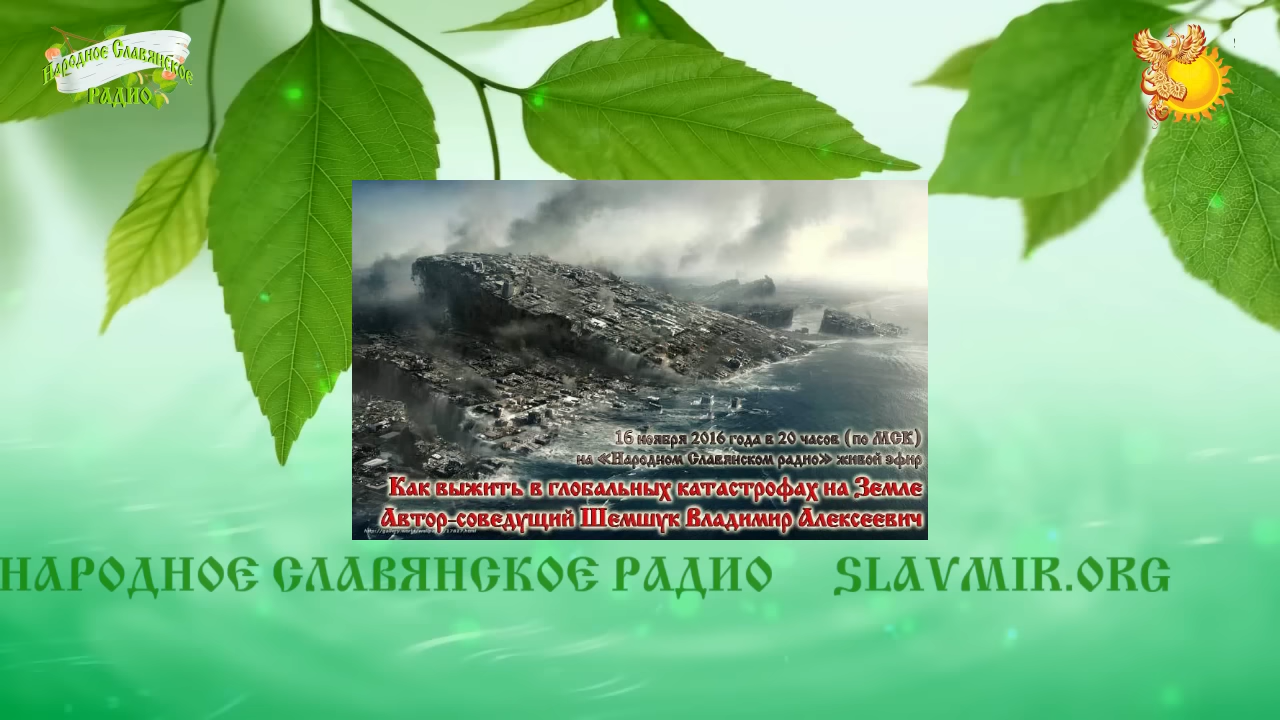 Народное Славянское
РАДИО
16 ноября 2016 года в 20 часов (по МСК)
на «Народном Славянском радио» живой эфир
Как выжить в глобальных катастрофах на Земле
Автор-соведущий Шемшук Владимир Алексеевич
НАРОДНОЕ СЛАВЯНСКОЕ РАДИО SLAVMIR.ORG